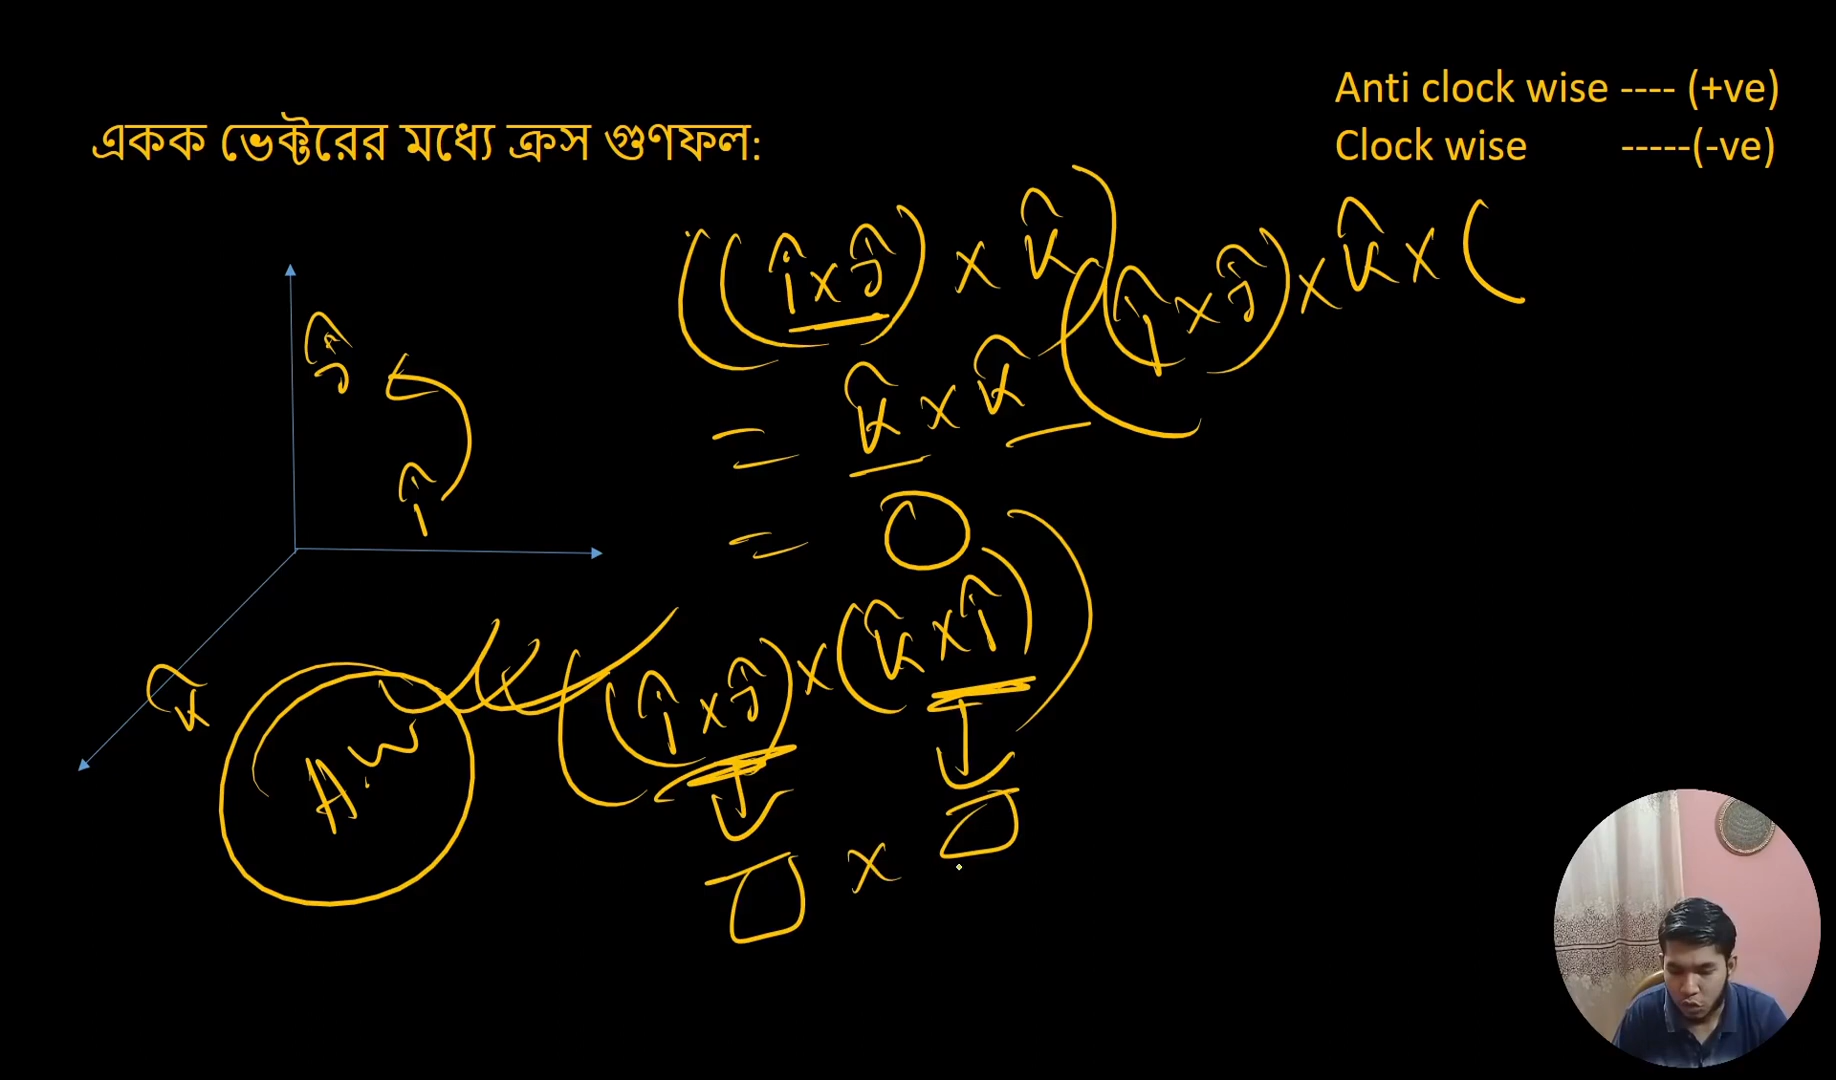 Anti clock wise ---- (+ve)
একক ভেক্টরের মধ্যে ক্রস গুণফল:
Clock wise -----(-ve)
((î × ĵ) × k̂) ((î × ĵ) × k̂ × (
= k̂ × k̂
= 0
ĵ
î
k̂
((î × ĵ) × (k̂ × î))
A.W
□ × □